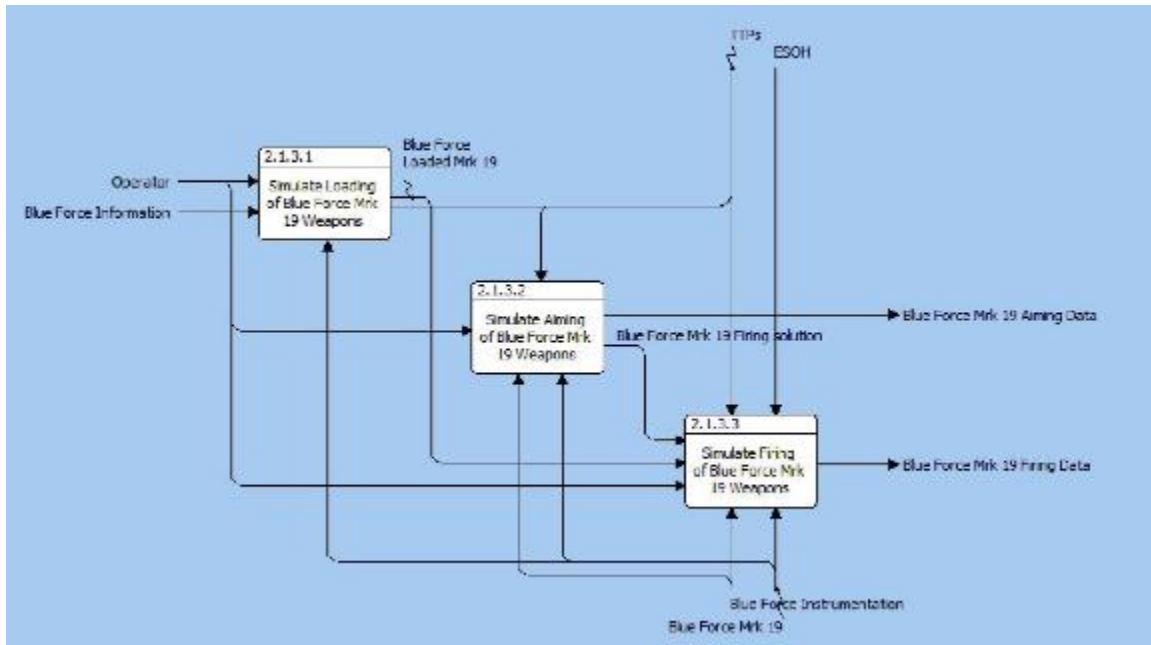 TTPs
ESOH
Blue Force
Loaded Mrk 19
2.1.3.1
Simulate Loading
of Blue Force Mrk
19 Weapons
Operator
Blue Force Information
2.1.3.2
Simulate Aiming
of Blue Force Mrk
19 Weapons
Blue Force Mrk 19 Aiming Data
Blue Force Mrk 19 Firing solution
2.1.3.3
Simulate Firing
of Blue Force Mrk
19 Weapons
Blue Force Mrk 19 Firing Data
Blue Force Instrumentation
Blue Force Mrk 19